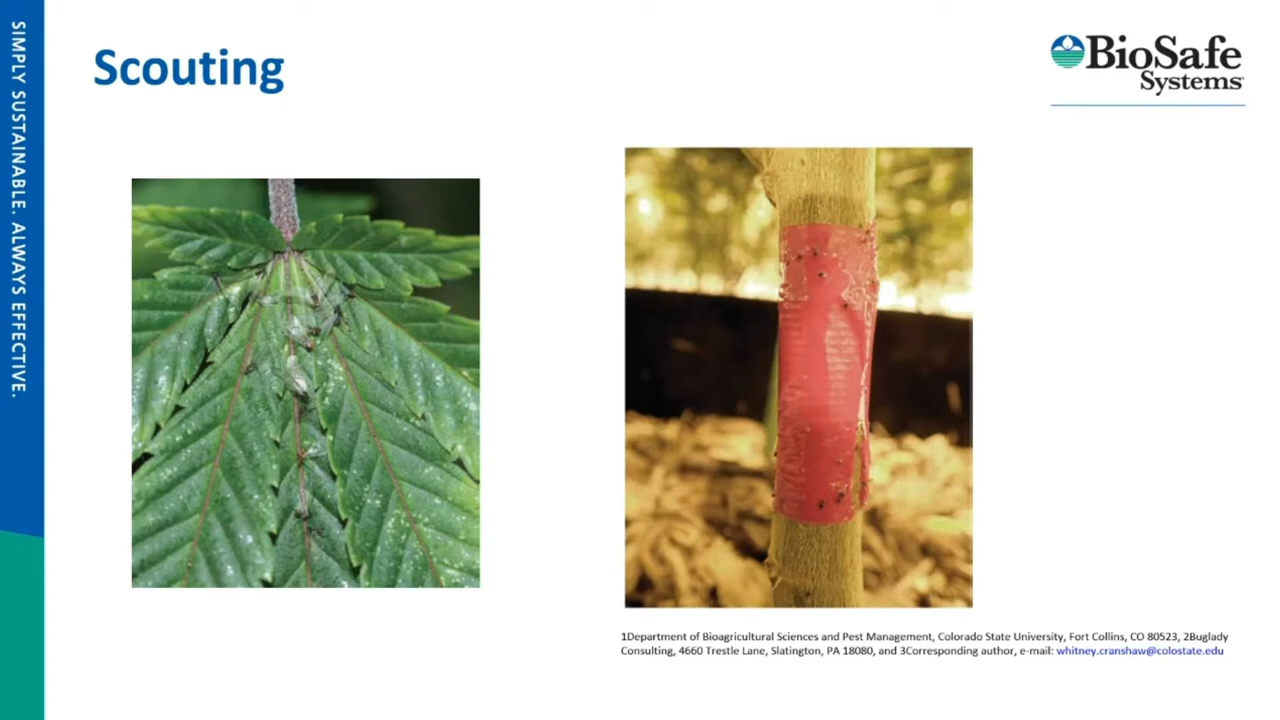 SIMPLY SUSTAINABLE. ALWAYS EFFECTIVE.
Scouting
BioSafe
Systems
1Department of Bioagricultural Sciences and Pest Management, Colorado State University, Fort Collins, CO 80523, 2Buglady
Consulting, 4660 Trestle Lane, Slatington, PA 18080, and 3Corresponding author, e-mail: whitney.cranshaw@colostate.edu